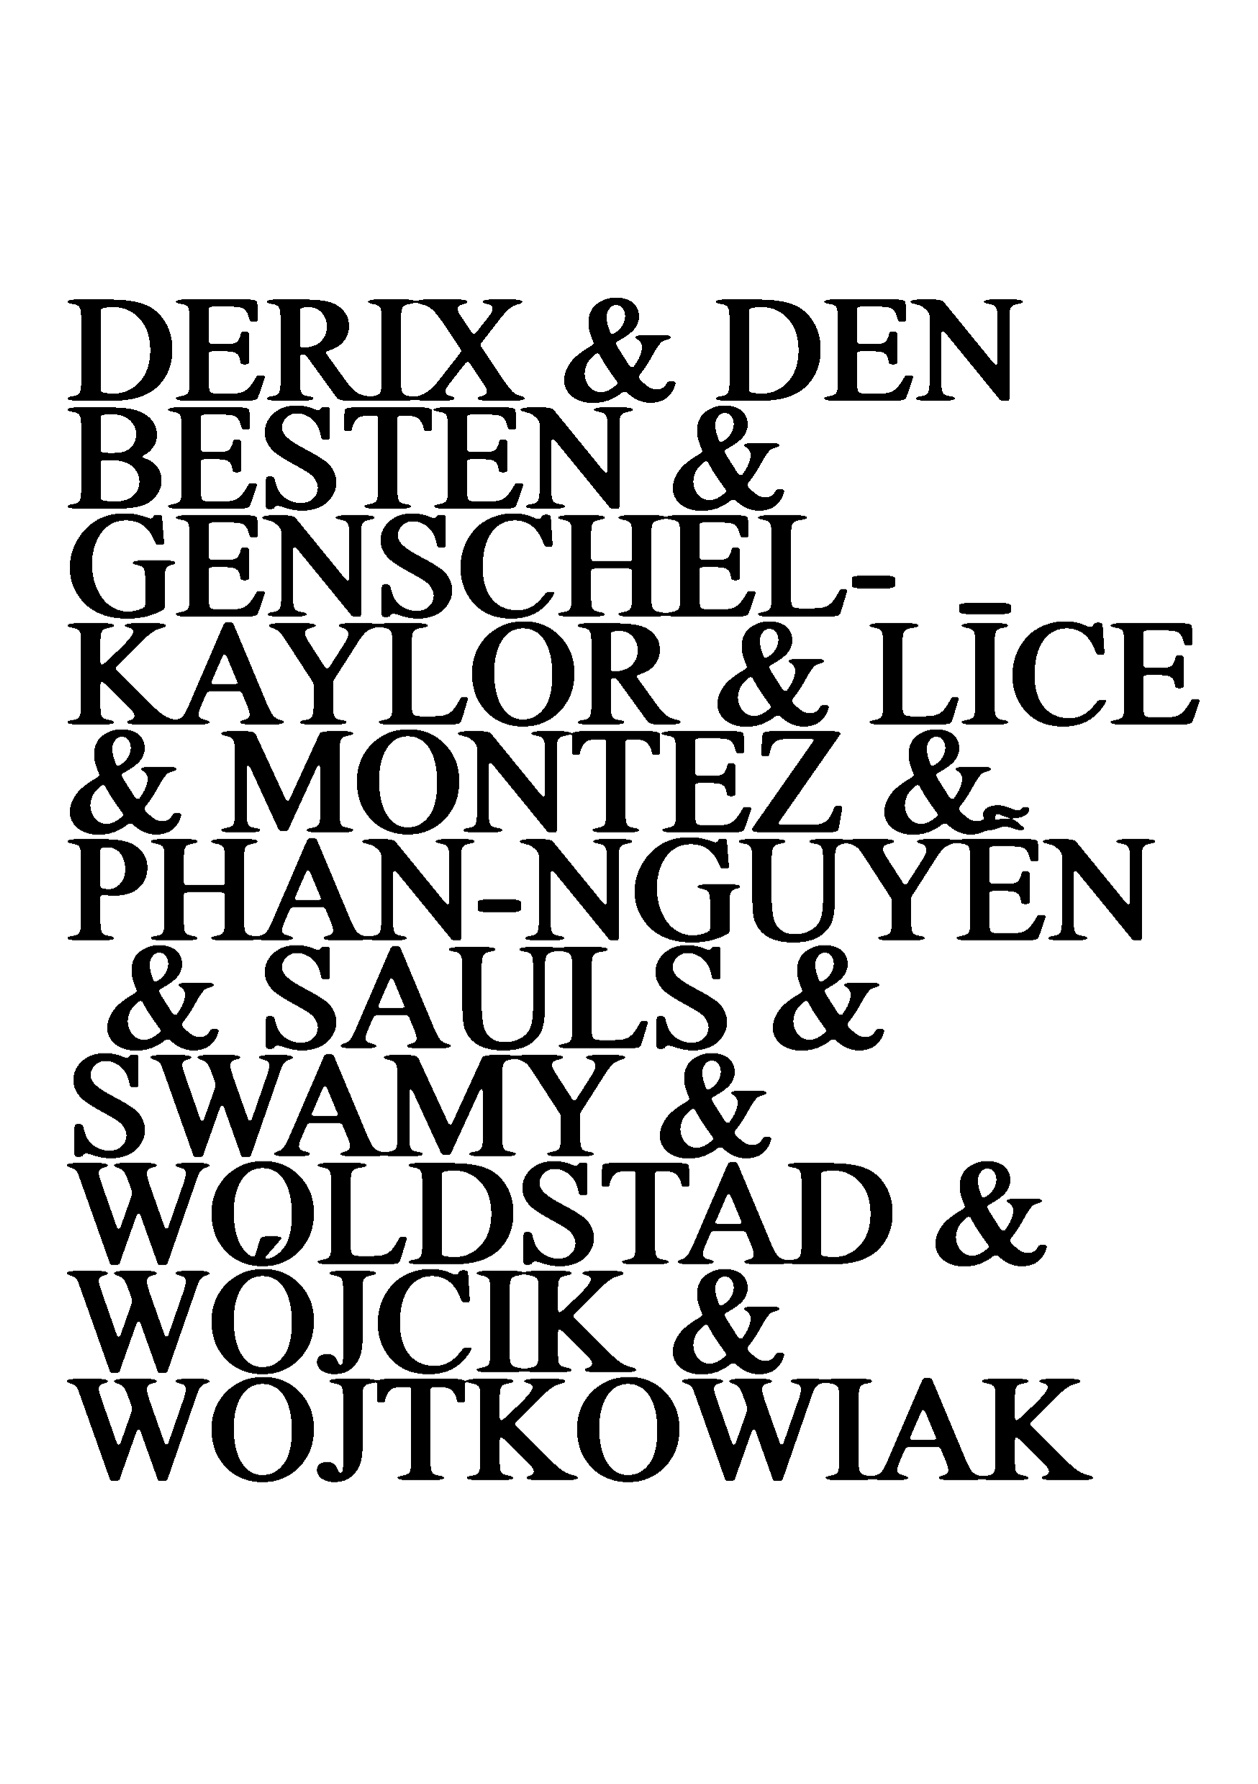 DERIX & DEN
BESTEN &
GENSCHEL-
KAYLOR & LĪCE
& MONTEZ &
PHAN-NGUYỄN
& SAULS &
SWAMY &
WOLDSTAD &
WÓJCIK &
WOJTKOWIAK